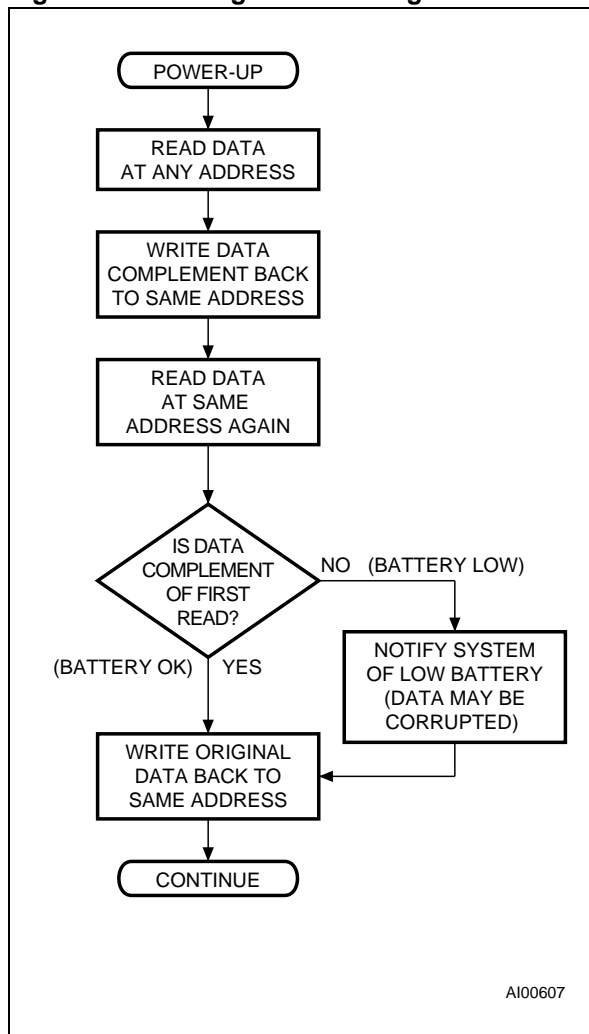 POWER-UP
READ DATA
AT ANY ADDRESS
WRITE DATA
COMPLEMENT BACK
TO SAME ADDRESS
READ DATA
AT SAME
ADDRESS AGAIN
IS DATA
COMPLEMENT
OF FIRST
READ?
NO (BATTERY LOW)
NOTIFY SYSTEM
OF LOW BATTERY
(DATA MAY BE
CORRUPTED)
(BATTERY OK) YES
WRITE ORIGINAL
DATA BACK TO
SAME ADDRESS
CONTINUE
AI00607